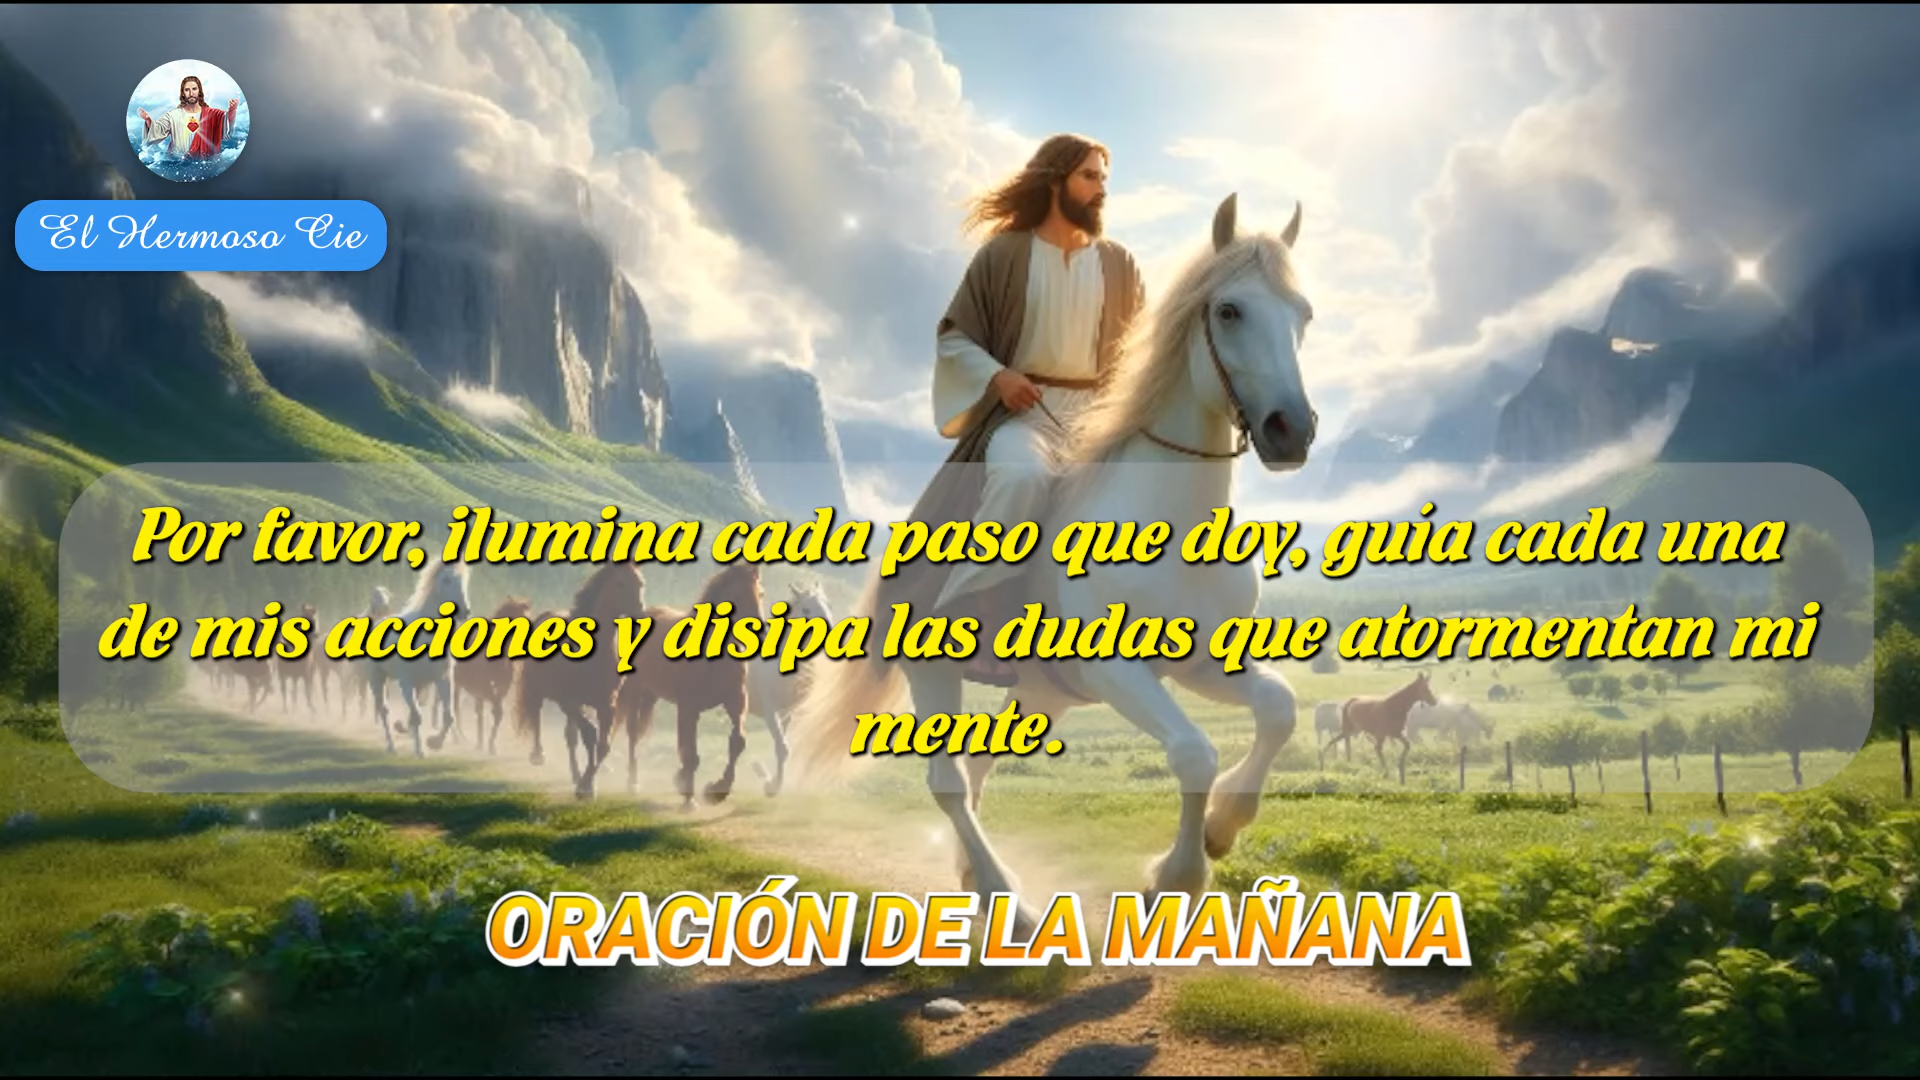 El Hermoso Cie
Por favor, ilumina cada paso que doy, guía cada una
de mis acciones y disipa las dudas que atormentan mi
mente.
ORACIÓN DE LA MAÑANA